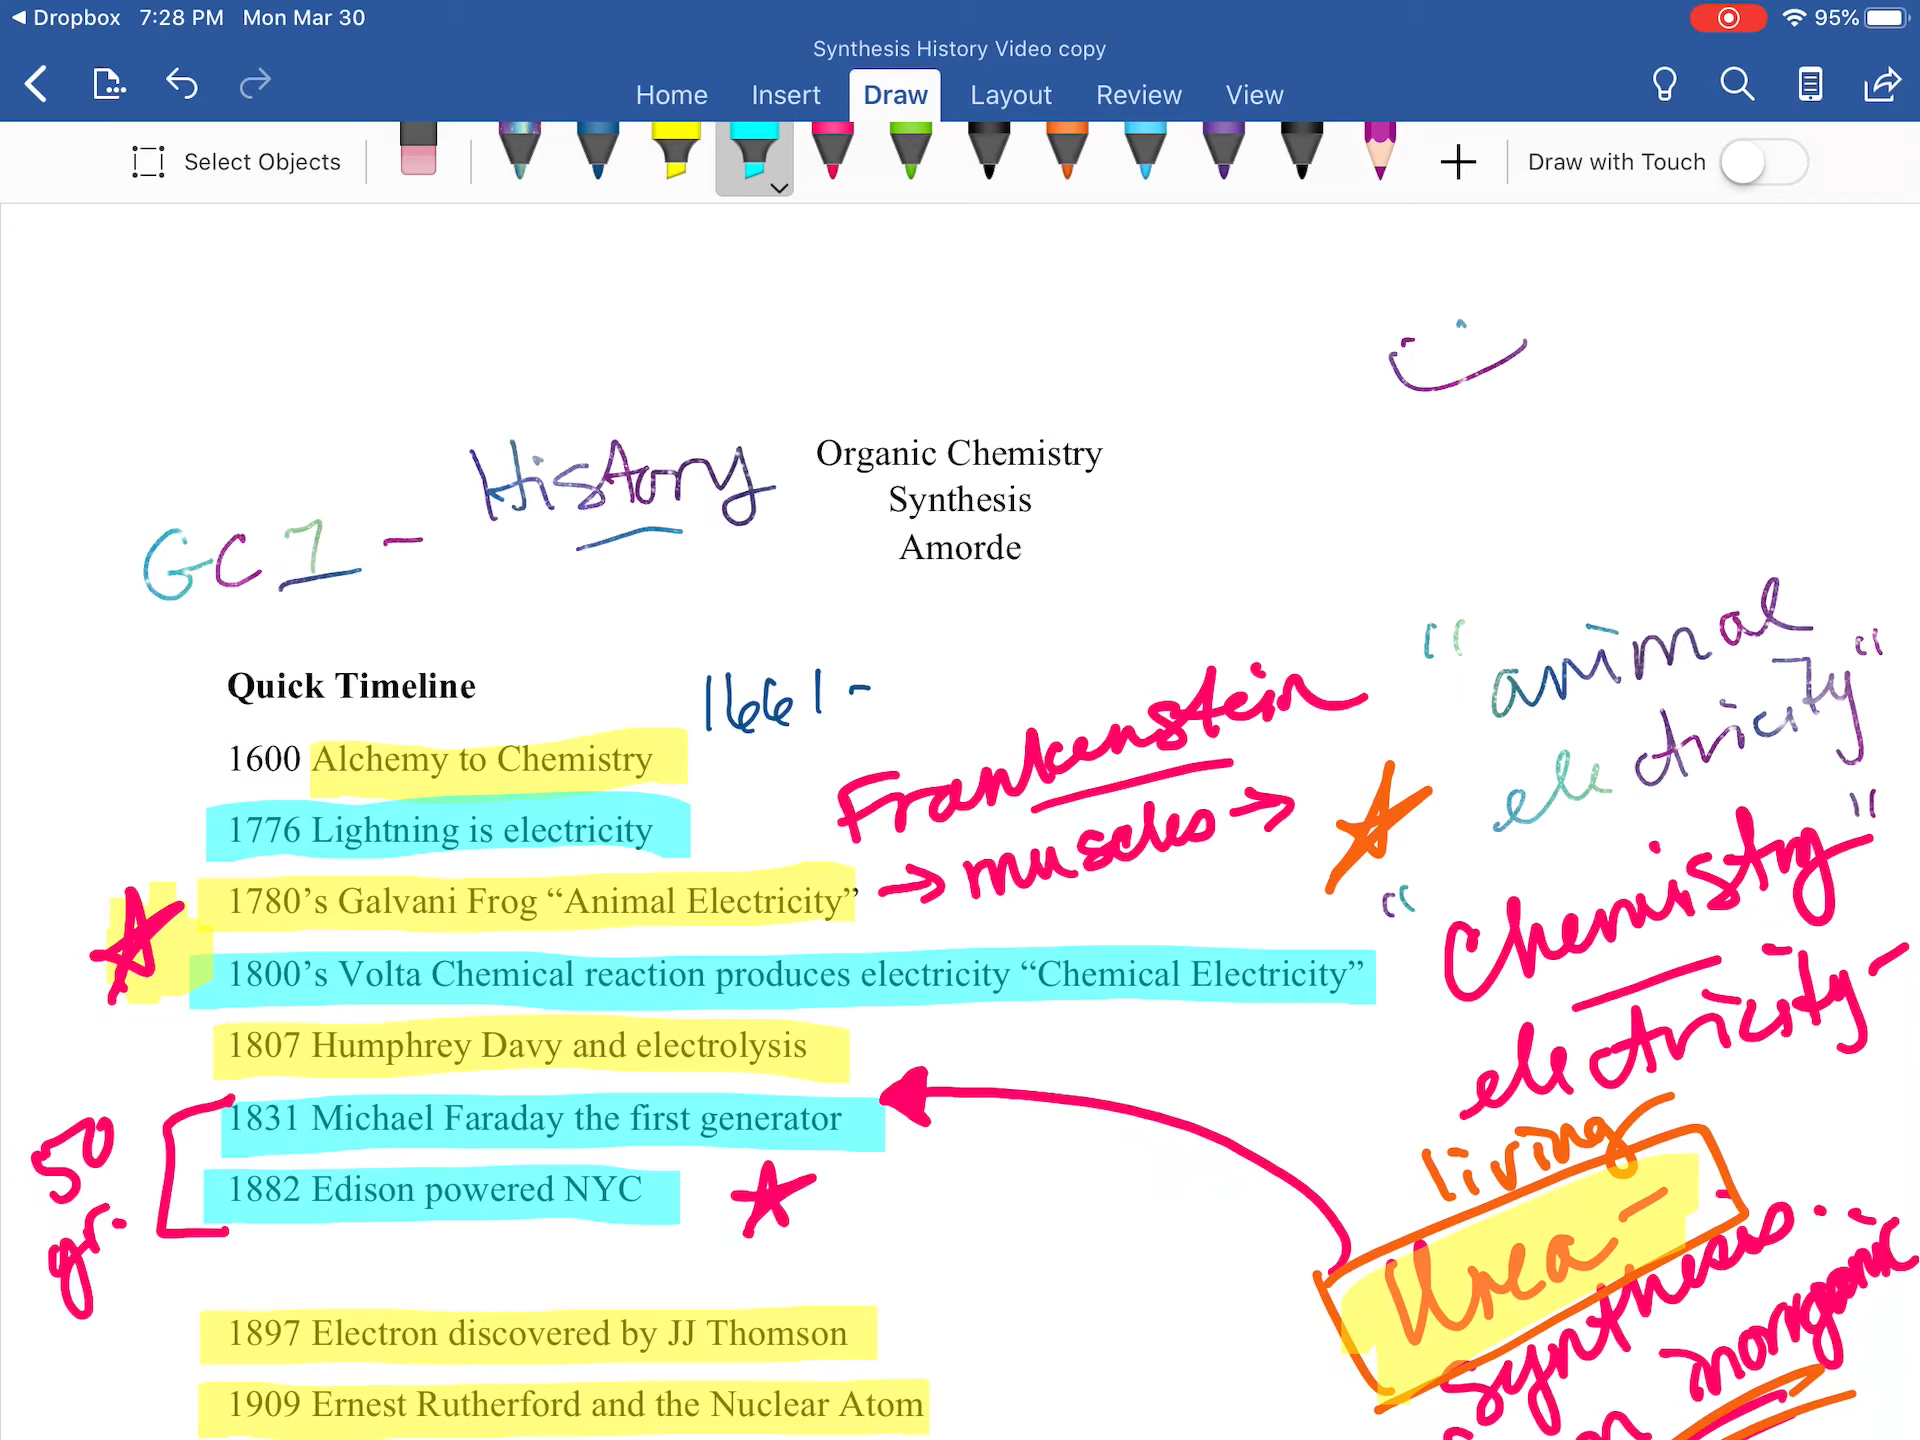 Dropbox 7:28 PM Mon Mar 30
95%
Synthesis History Video copy
Home Insert Draw Layout Review View
Select Objects
Draw with Touch
History
Organic Chemistry
Synthesis
Amorde
GC1 -
"animal
electricity"
Quick Timeline
1661 -
1600 Alchemy to Chemistry
Frankenstein
1776 Lightning is electricity
→ muscles →
1780's Galvani Frog “Animal Electricity”
"Chemistry"
1800's Volta Chemical reaction produces electricity “Chemical Electricity”
electricity -
1807 Humphrey Davy and electrolysis
1831 Michael Faraday the first generator
50
yr.
living
1882 Edison powered NYC
Urea -
synthesis
inorganic
1897 Electron discovered by JJ Thomson
1909 Ernest Rutherford and the Nuclear Atom